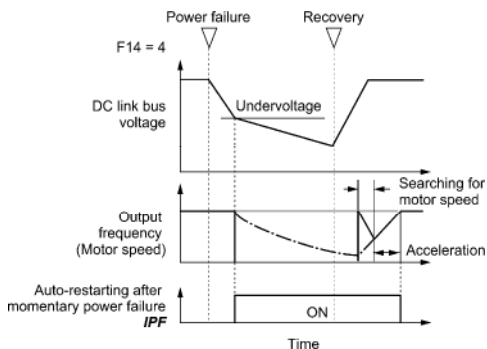 Power failure
Recovery
F14 = 4
DC link bus
voltage
Undervoltage
Searching for
motor speed
Output
frequency
(Motor speed)
Acceleration
Auto-restarting after
momentary power failure
IPF
ON
Time